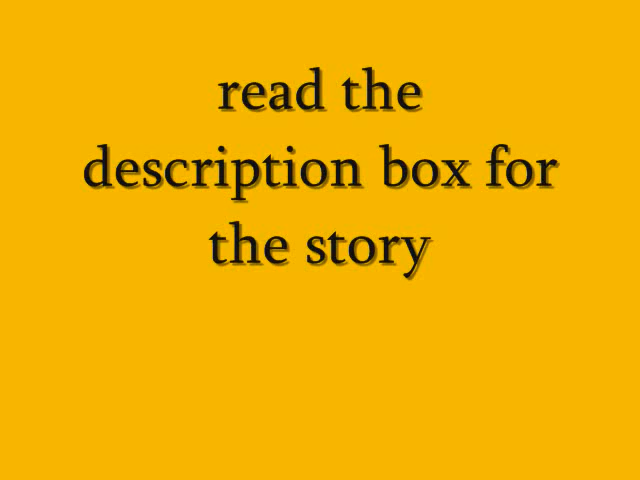 read the
description box for
the story